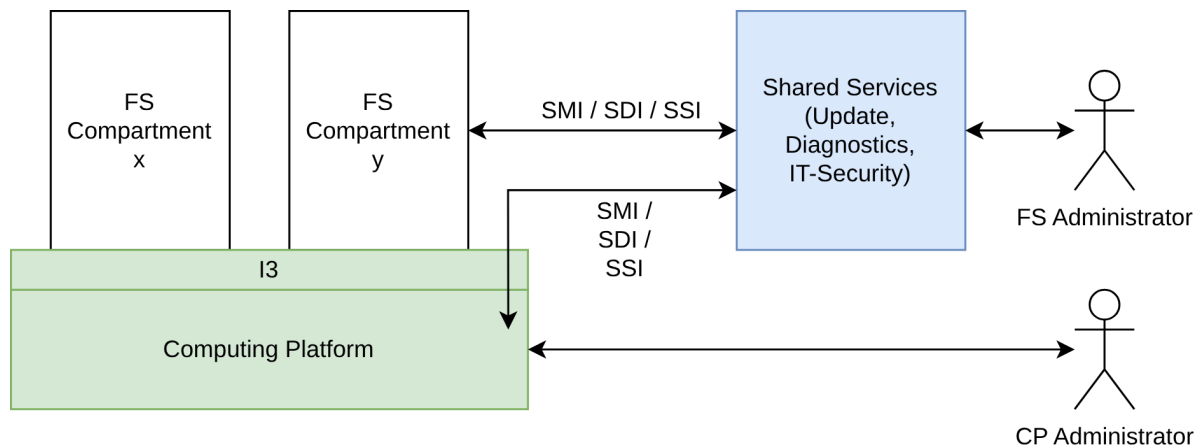 FS
Compartment
x
FS
Compartment
y
SMI / SDI / SSI
Shared Services
(Update,
Diagnostics,
IT-Security)
FS Administrator
SMI /
SDI /
SSI
I3
Computing Platform
CP Administrator